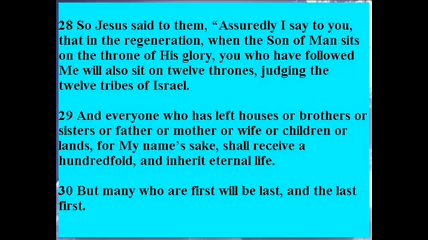 28 So Jesus said to them, “Assuredly I say to you,
that in the regeneration, when the Son of Man sits
on the throne of His glory, you who have followed
Me will also sit on twelve thrones, judging the
twelve tribes of Israel.
29 And everyone who has left houses or brothers or
sisters or father or mother or wife or children or
lands, for My name’s sake, shall receive a
hundredfold, and inherit eternal life.
30 But many who are first will be last, and the last
first.